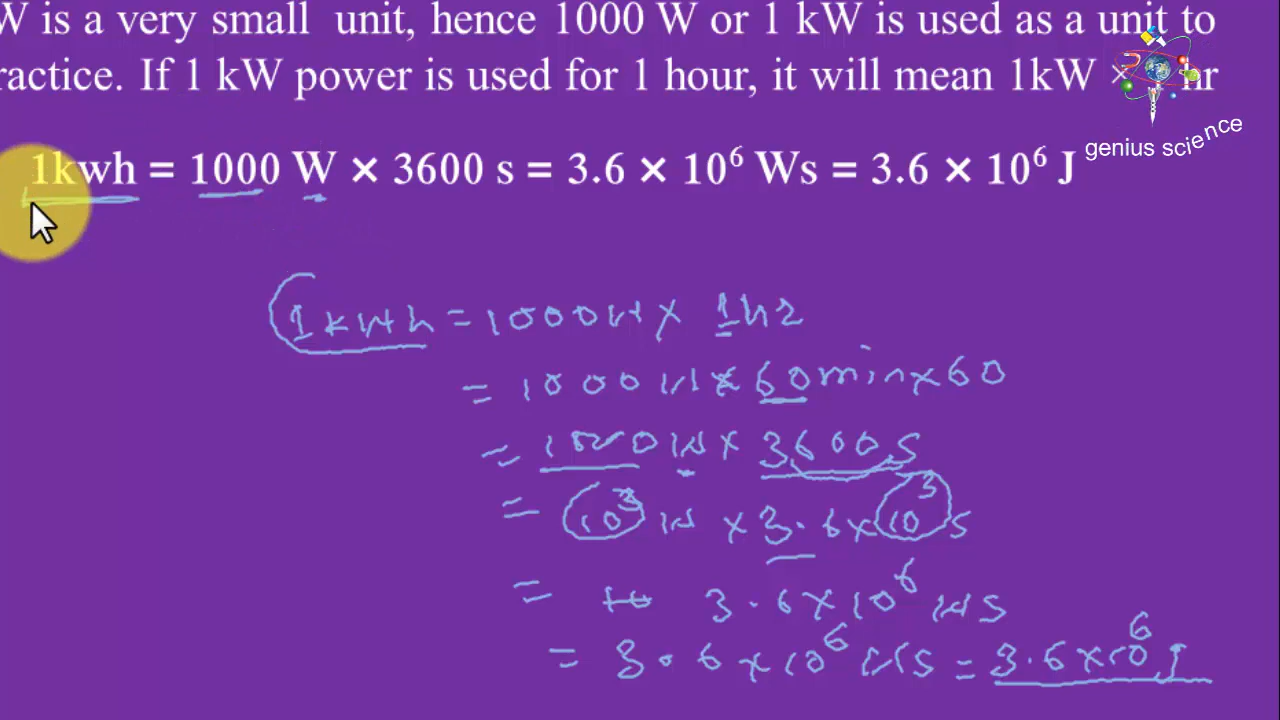 W is a very small unit, hence 1000 W or 1 kW is used as a unit to
ractice. If 1 kW power is used for 1 hour, it will mean 1kW × hr
1kwh = 1000 W × 3600 s = 3.6 × 10⁶ Ws = 3.6 × 10⁶ J
genius science
1kWh = 1000W × 1hr
= 1000W × 60min × 60
= 1000W × 3600s
= 10³ W × 3.6×10³ s
= 3.6×10⁶ WS
= 3.6×10⁶ WS = 3.6×10⁶ J